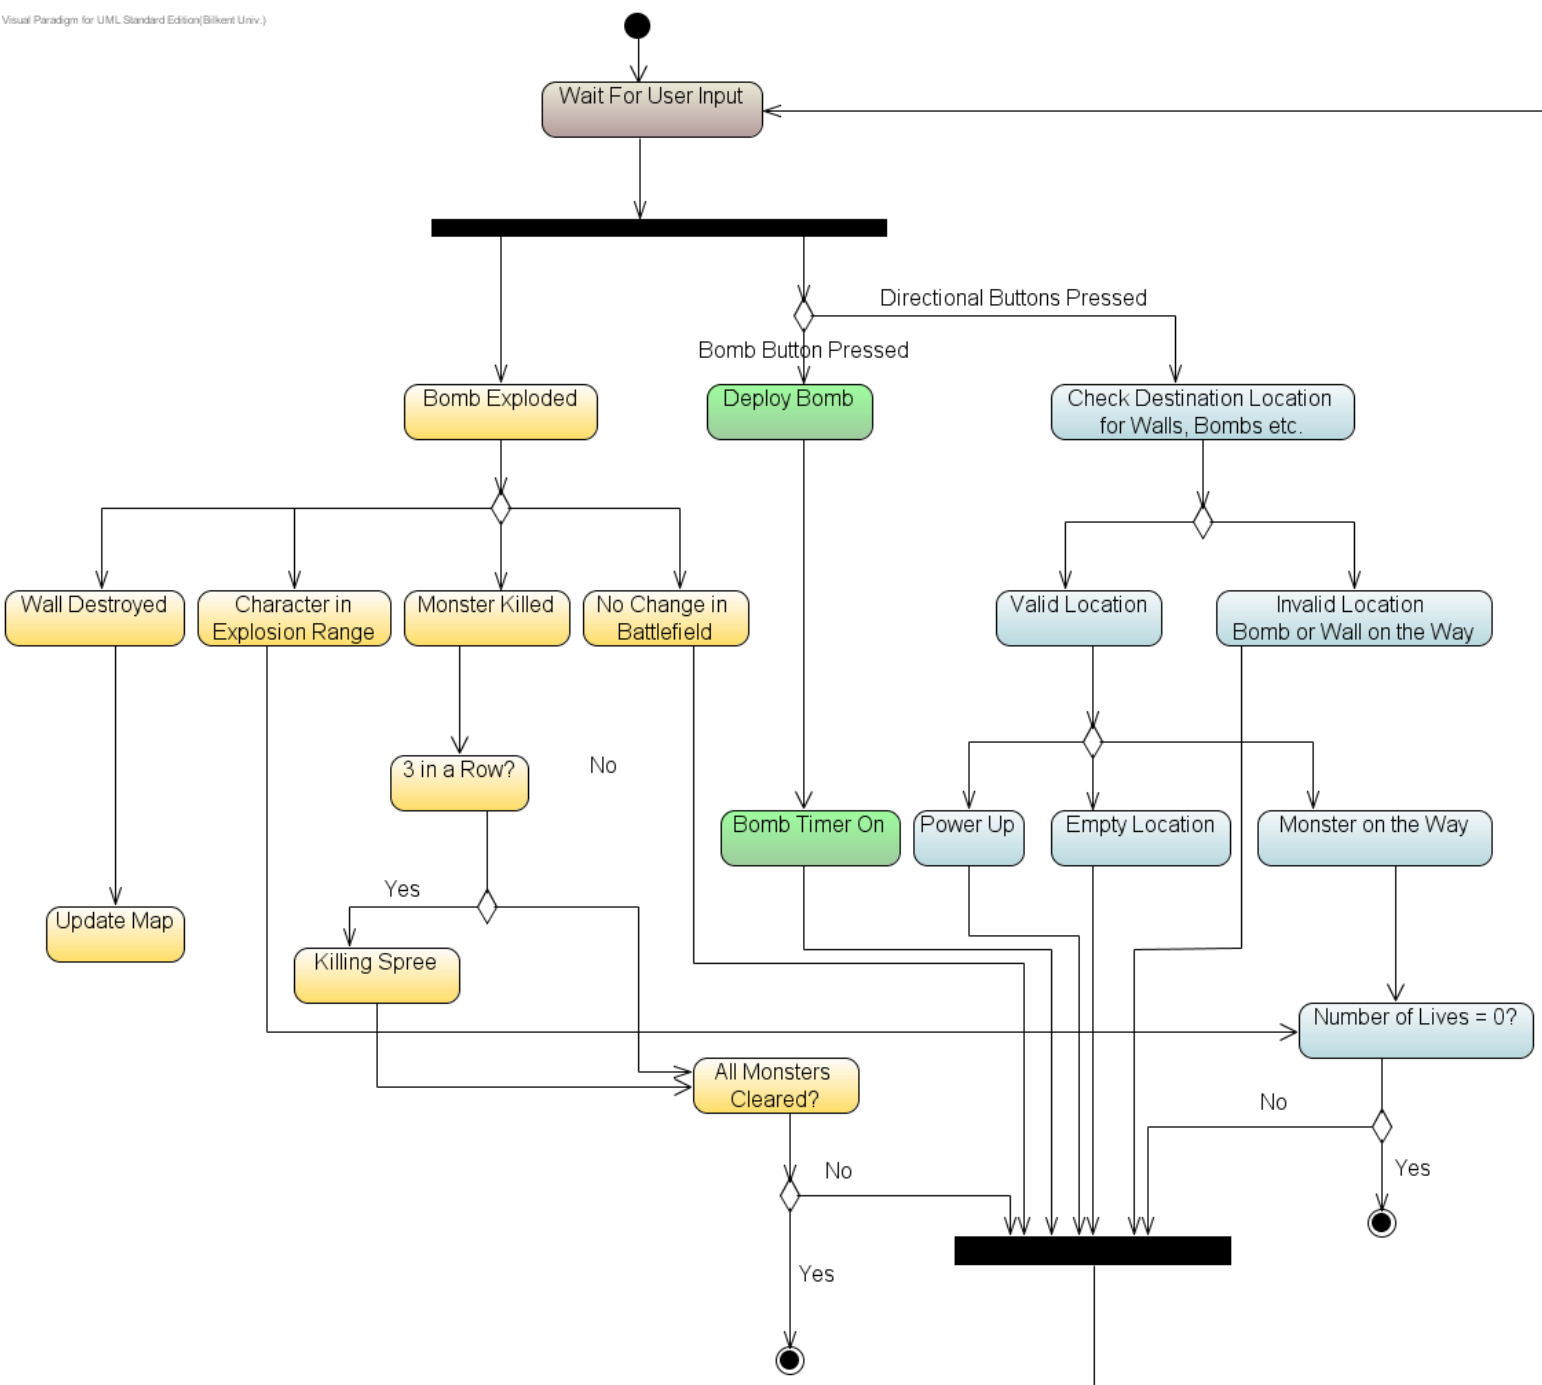 Visual Paradigm for UML Standard Edition(Bilkent Univ.)
Wait For User Input
Directional Buttons Pressed
Bomb Button Pressed
Bomb Exploded
Deploy Bomb
Check Destination Location
for Walls, Bombs etc.
Wall Destroyed
Character in
Explosion Range
Monster Killed
No Change in
Battlefield
Valid Location
Invalid Location
Bomb or Wall on the Way
3 in a Row?
No
Bomb Timer On
Power Up
Empty Location
Monster on the Way
Yes
Update Map
Killing Spree
Number of Lives = 0?
All Monsters
Cleared?
No
No
Yes
Yes